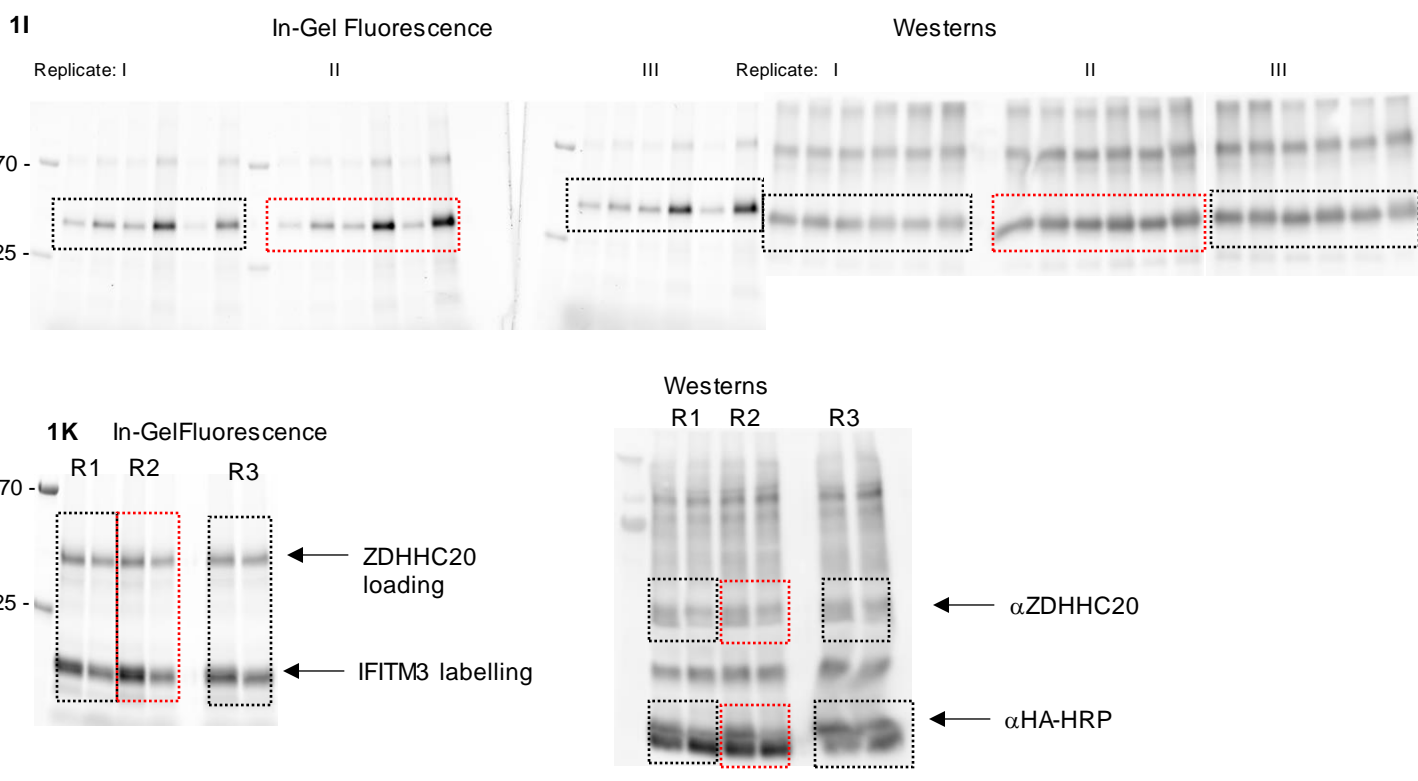 1I
In-Gel Fluorescence
Westerns
Replicate: I
II
III
Replicate: I
II
III
70 -
25 -
Westerns
R1 R2 R3
1K In-GelFluorescence
R1 R2 R3
70 -
ZDHHC20
loading
25 -
αZDHHC20
IFITM3 labelling
αHA-HRP